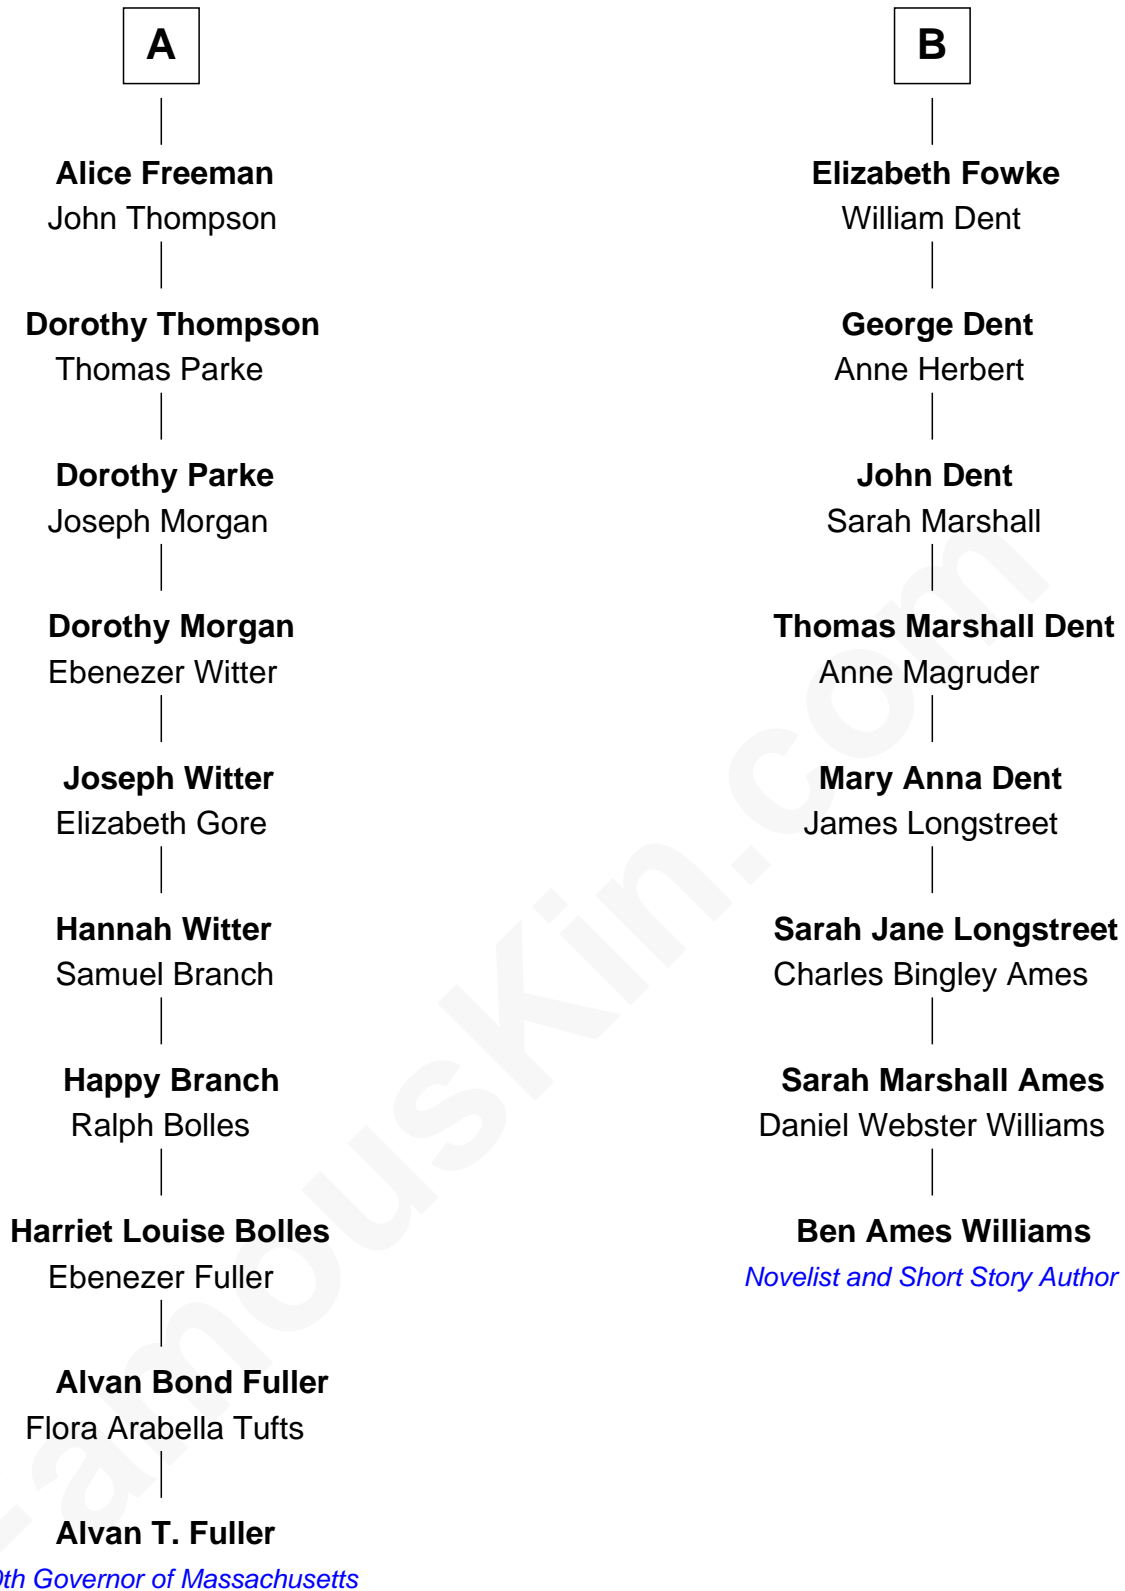 A
Alice Freeman
John Thompson
Dorothy Thompson
Thomas Parke
Dorothy Parke
Joseph Morgan
Dorothy Morgan
Ebenezer Witter
Joseph Witter
Elizabeth Gore
Hannah Witter
Samuel Branch
Happy Branch
Ralph Bolles
Harriet Louise Bolles
Ebenezer Fuller
Alvan Bond Fuller
Flora Arabella Tufts
Alvan T. Fuller
Governor of Massachusetts
B
Elizabeth Fowke
William Dent
George Dent
Anne Herbert
John Dent
Sarah Marshall
Thomas Marshall Dent
Anne Magruder
Mary Anna Dent
James Longstreet
Sarah Jane Longstreet
Charles Bingley Ames
Sarah Marshall Ames
Daniel Webster Williams
Ben Ames Williams
Novelist and Short Story Author
FamousKin.com